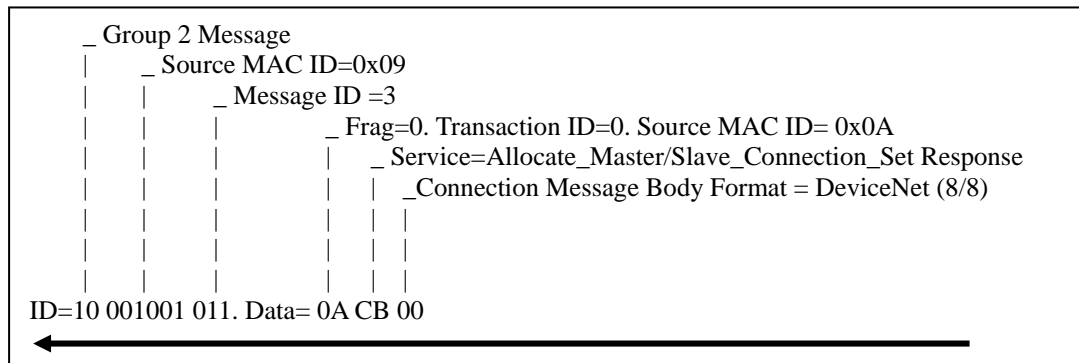 _ Group 2 Message
_ Source MAC ID=0x09
_ Message ID =3
_ Frag=0. Transaction ID=0. Source MAC ID= 0x0A
_ Service=Allocate_Master/Slave_Connection_Set Response
_Connection Message Body Format = DeviceNet (8/8)
ID=10 001001 011. Data= 0A CB 00